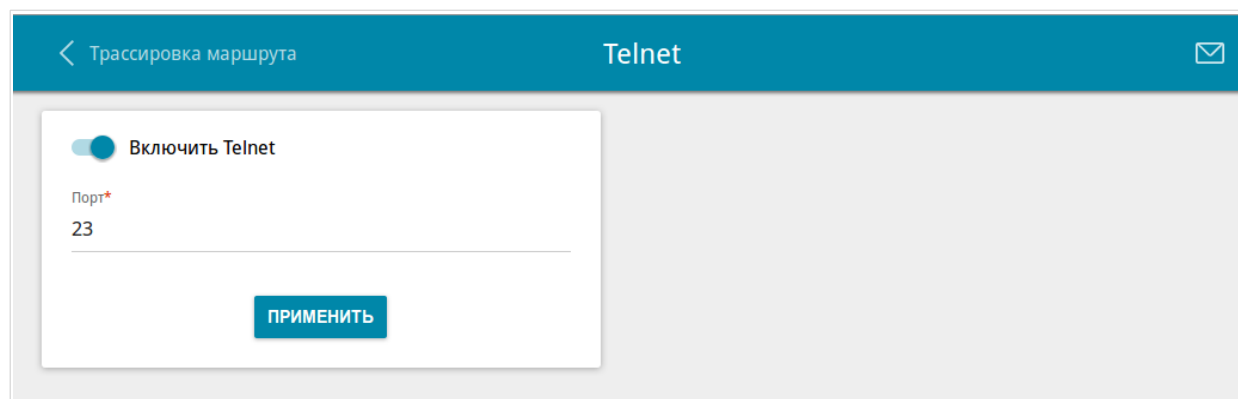 Трассировка маршрута
Telnet
Включить Telnet
Порт*
23
ПРИМЕНИТЬ